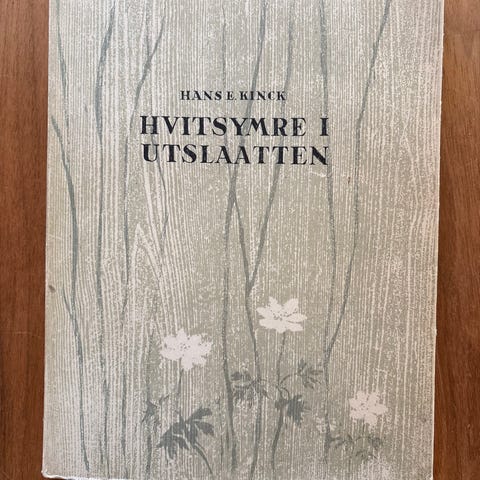 HANS E. KINCK
HVITSYMRE I
UTSLAATTEN